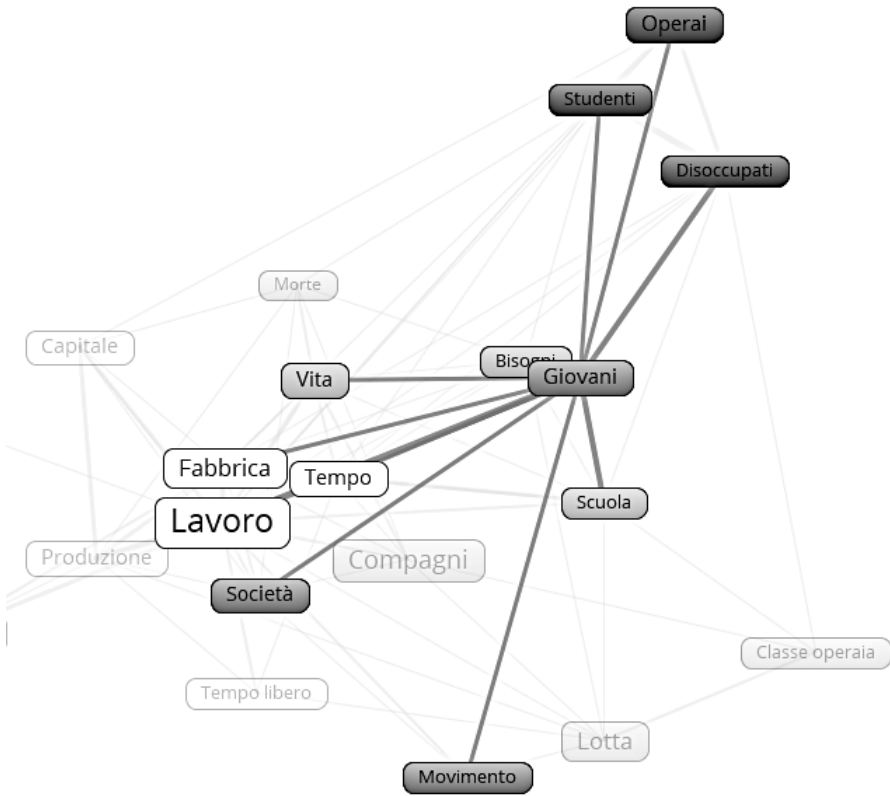 Operai
Studenti
Disoccupati
Morte
Capitale
Bisogni
Vita
Giovani
Fabbrica
Tempo
Scuola
Lavoro
Produzione
Compagni
Società
Classe operaia
Tempo libero
Lotta
Movimento